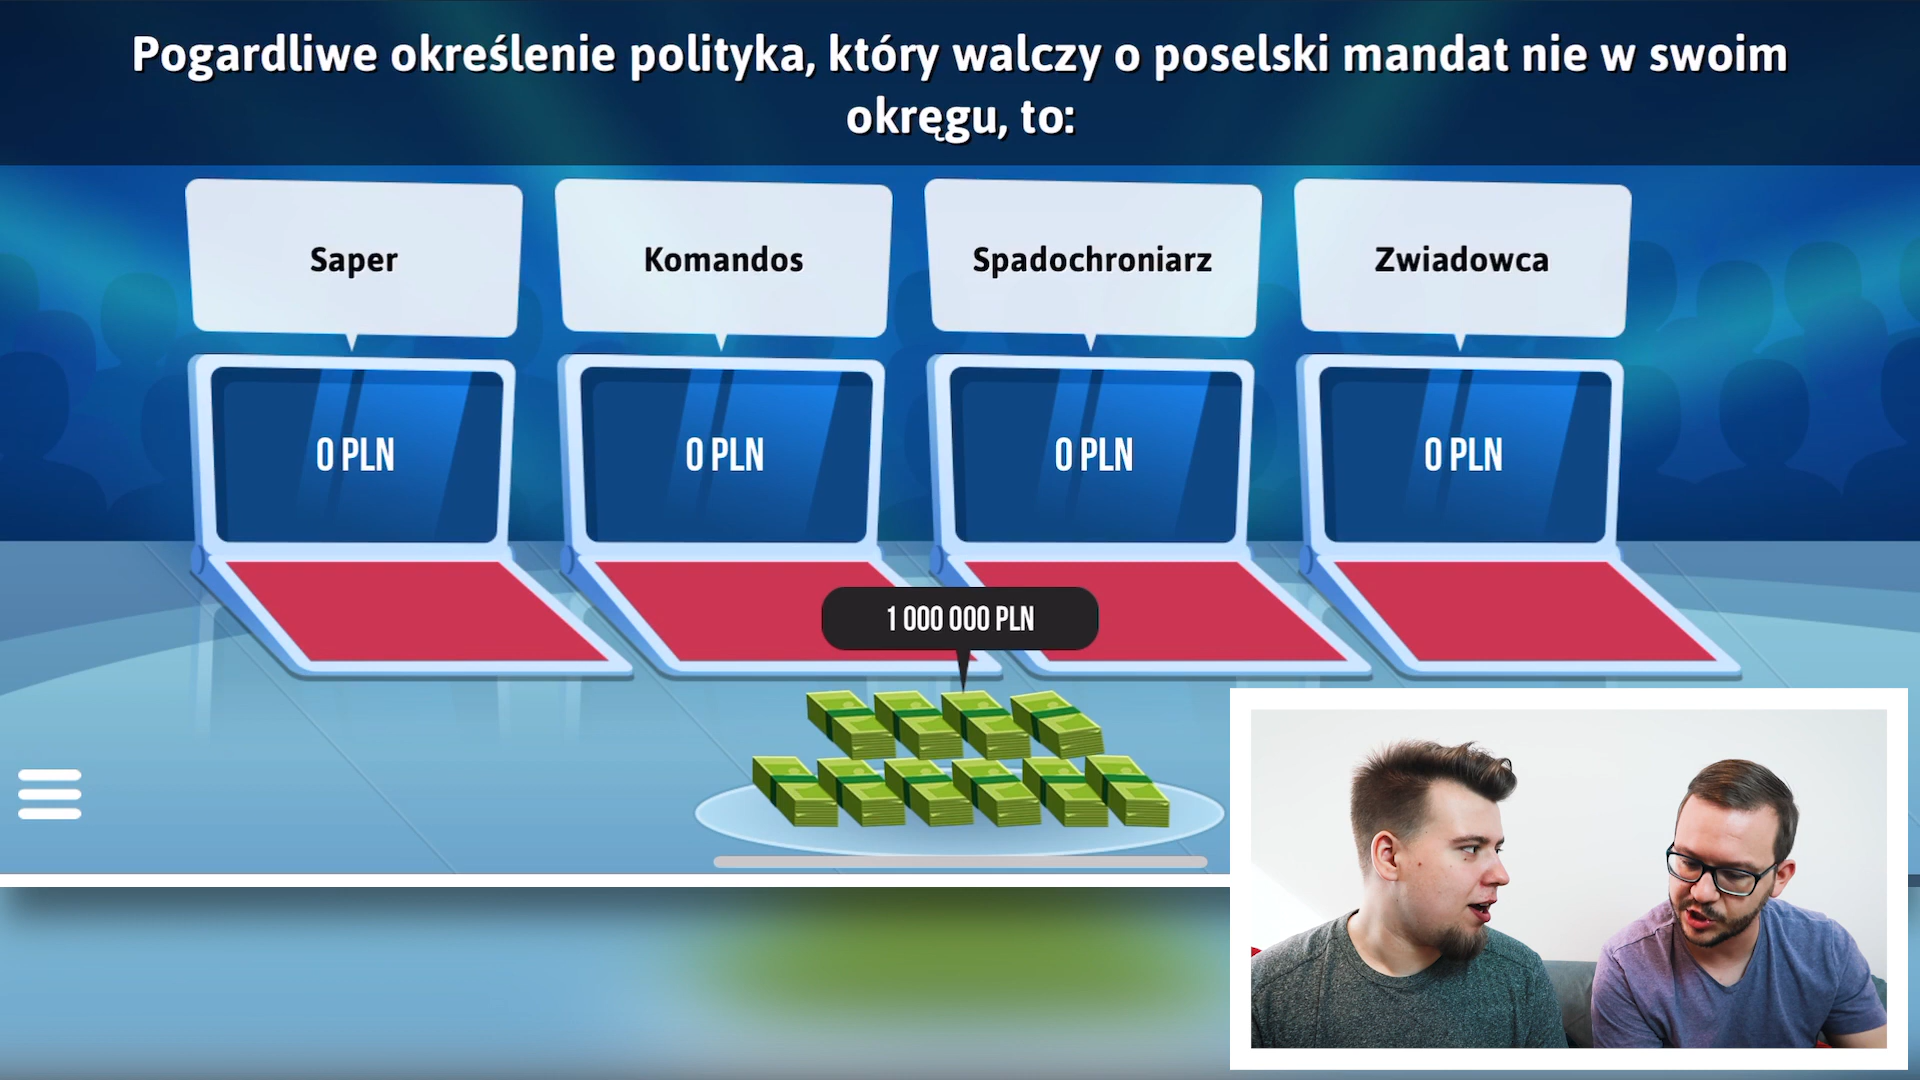 Pogardliwe określenie polityka, który walczy o poselski mandat nie w swoim
okręgu, to:
Saper
Komandos
Spadochroniarz
Zwiadowca
0 PLN
0 PLN
0 PLN
0 PLN
1 000 000 PLN